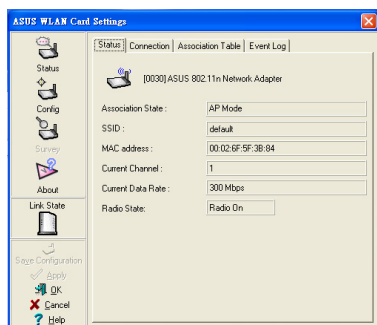 ASUS WLAN Card Settings
Status
Config
Survey
About
Link State
Save Configuration
Apply
OK
Cancel
Help
Status Connection Association Table Event Log
[0030] ASUS 802.11n Network Adapter
Association State : AP Mode
SSID : default
MAC address : 00:02:6F:5F:3B:84
Current Channel : 1
Current Data Rate : 300 Mbps
Radio State: Radio On